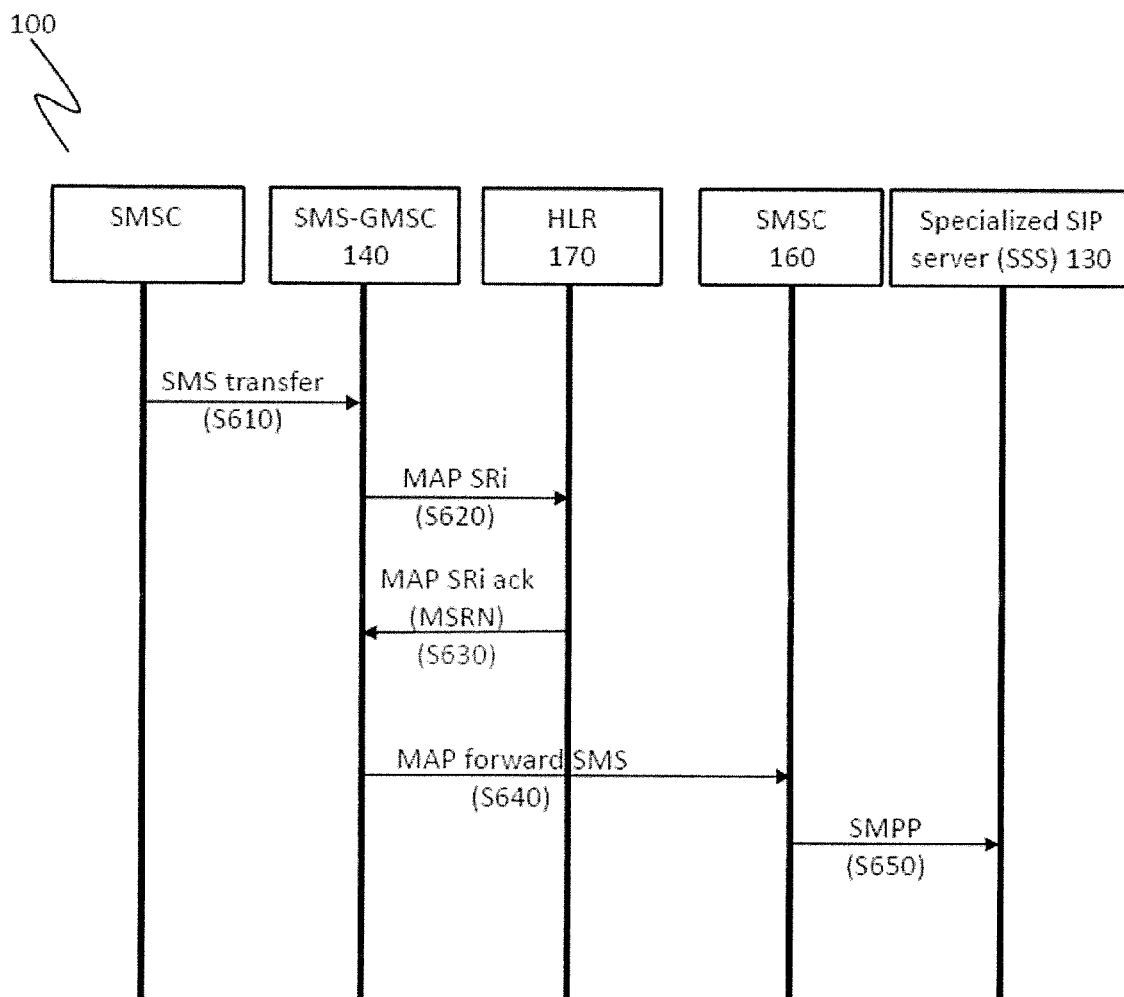 100
SMSC
SMS-GMSC
140
HLR
170
SMSC
160
Specialized SIP
server (SSS) 130
SMS transfer
(S610)
MAP SRi
(S620)
MAP SRi ack
(MSRN)
(S630)
MAP forward SMS
(S640)
SMPP
(S650)